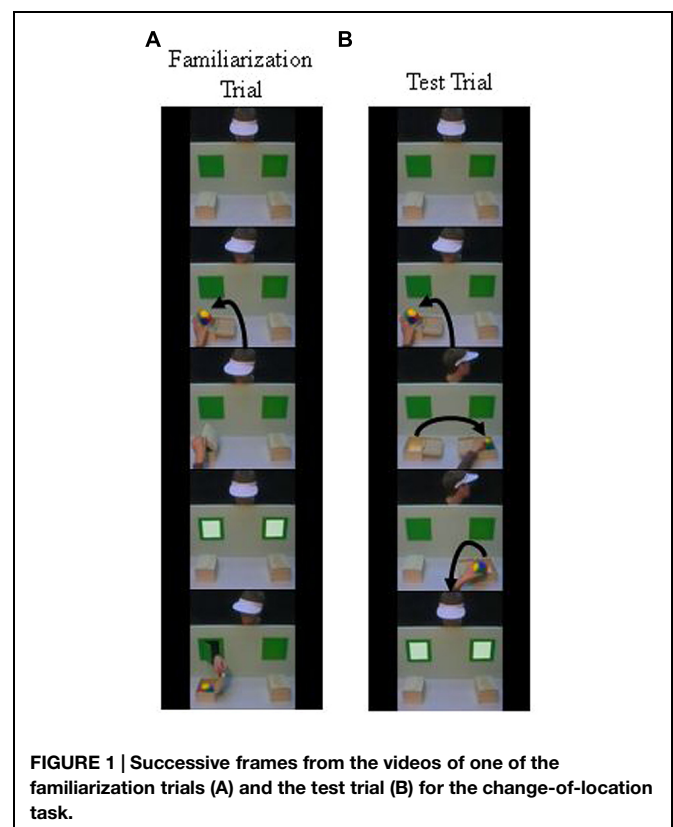 A
Familiarization
Trial
B
Test Trial
FIGURE 1 | Successive frames from the videos of one of the
familiarization trials (A) and the test trial (B) for the change-of-location
task.